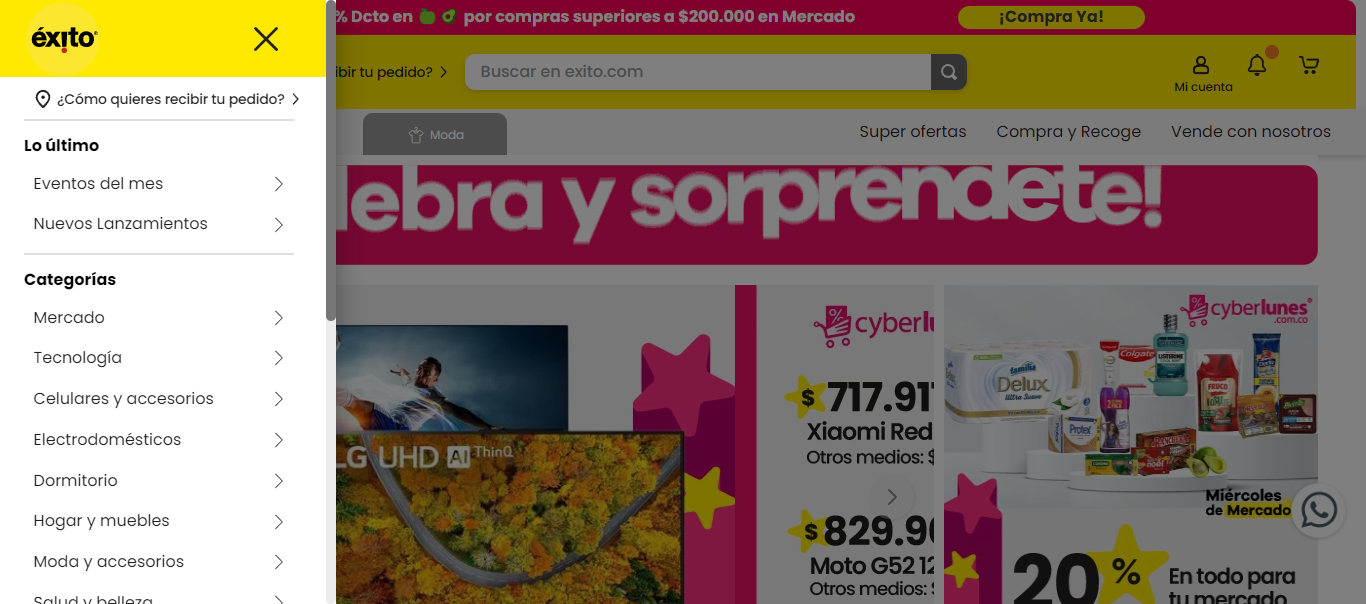 éxito
¿Cómo quieres recibir tu pedido?
Lo último
Eventos del mes
Nuevos Lanzamientos
Categorías
Mercado
Tecnología
Celulares y accesorios
Electrodomésticos
Dormitorio
Hogar y muebles
Moda y accesorios
Salud y belleza
% Dcto en por compras superiores a $200.000 en Mercado
¡Compra Ya!
ibir tu pedido?
Buscar en exito.com
Mi cuenta
Moda
Super ofertas
Compra y Recoge
Vende con nosotros
lebra y sorprendete!
LG UHD AI ThinQ
cyberlu
$717.91
Xiaomi Red
Otros medios: $
$829.90
Moto G52 12
Otros medios: $
cyberlunes
.com.co
familia
Delux
Ultra Suave
Colgate
LISTERINE
Protex
FRUCO
RANCHERA
Miércoles
de Mercado
20%
En todo para
tu mercado